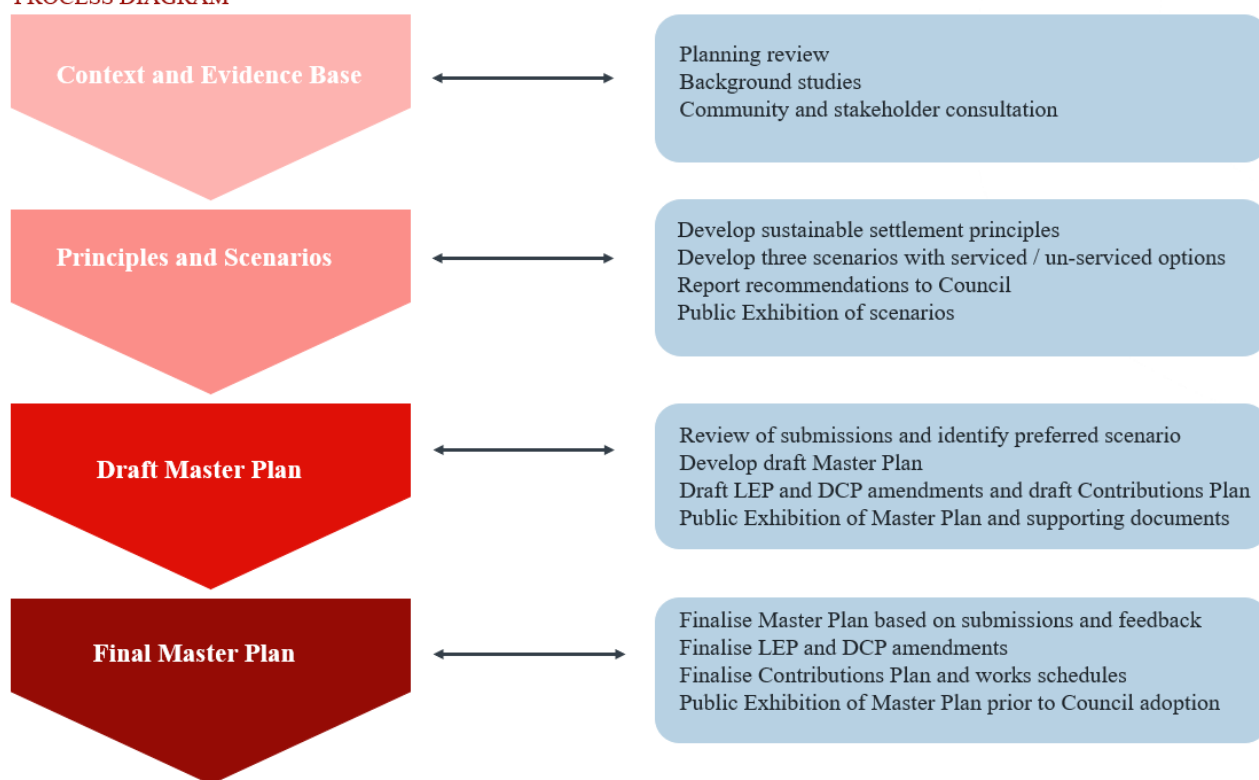 PROCESS DIAGRAM
Context and Evidence Base
Planning review
Background studies
Community and stakeholder consultation
Principles and Scenarios
Develop sustainable settlement principles
Develop three scenarios with serviced / un-serviced options
Report recommendations to Council
Public Exhibition of scenarios
Draft Master Plan
Review of submissions and identify preferred scenario
Develop draft Master Plan
Draft LEP and DCP amendments and draft Contributions Plan
Public Exhibition of Master Plan and supporting documents
Final Master Plan
Finalise Master Plan based on submissions and feedback
Finalise LEP and DCP amendments
Finalise Contributions Plan and works schedules
Public Exhibition of Master Plan prior to Council adoption